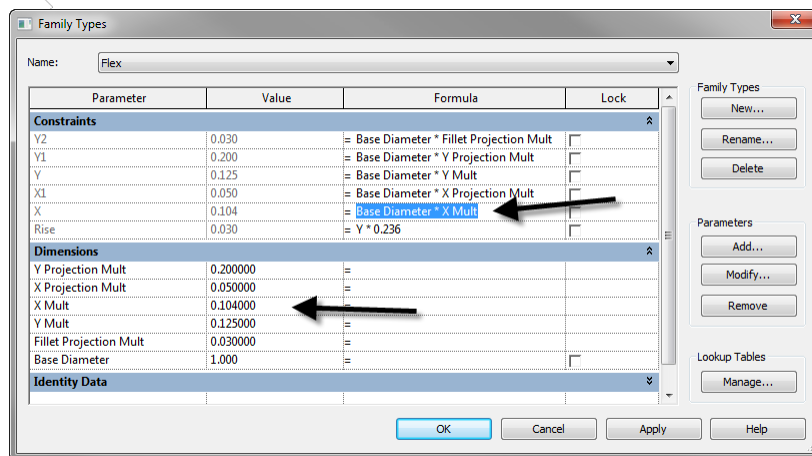 Family Types
Name: Flex
Parameter Value Formula Lock
Constraints
Y2 0.030 = Base Diameter * Fillet Projection Mult
Y1 0.200 = Base Diameter * Y Projection Mult
Y 0.125 = Base Diameter * Y Mult
X1 0.050 = Base Diameter * X Projection Mult
X 0.104 = Base Diameter * X Mult
Rise 0.030 = Y * 0.236
Dimensions
Y Projection Mult 0.200000 =
X Projection Mult 0.050000 =
X Mult 0.104000 =
Y Mult 0.125000 =
Fillet Projection Mult 0.030000 =
Base Diameter 1.000 =
Identity Data
Family Types
New...
Rename...
Delete
Parameters
Add...
Modify...
Remove
Lookup Tables
Manage...
OK Cancel Apply Help